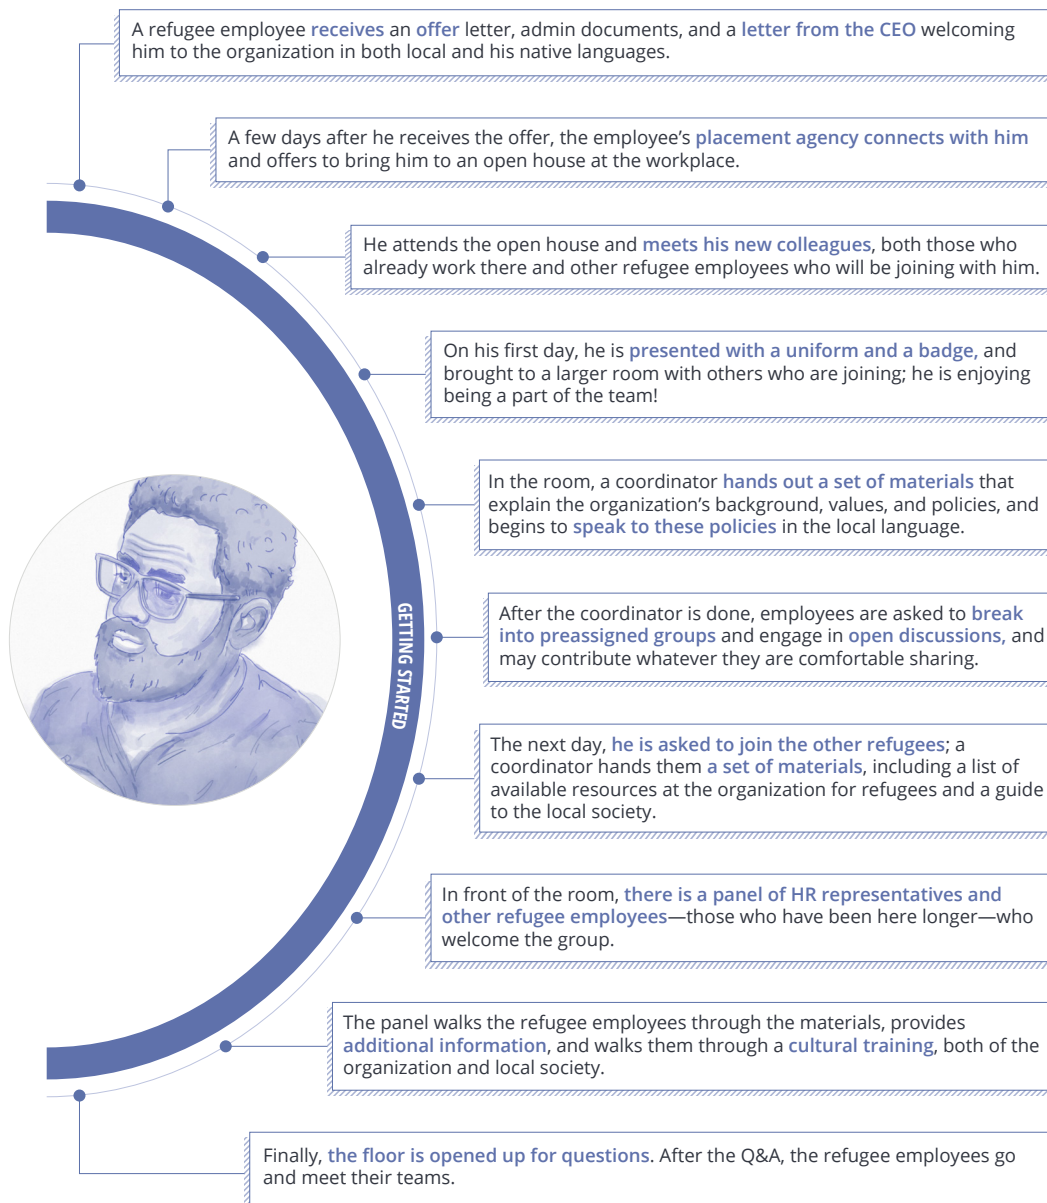 A refugee employee receives an offer letter, admin documents, and a letter from the CEO welcoming
him to the organization in both local and his native languages.
A few days after he receives the offer, the employee’s placement agency connects with him
and offers to bring him to an open house at the workplace.
He attends the open house and meets his new colleagues, both those who
already work there and other refugee employees who will be joining with him.
On his first day, he is presented with a uniform and a badge, and
brought to a larger room with others who are joining; he is enjoying
being a part of the team!
In the room, a coordinator hands out a set of materials that
explain the organization’s background, values, and policies, and
begins to speak to these policies in the local language.
After the coordinator is done, employees are asked to break
into preassigned groups and engage in open discussions, and
may contribute whatever they are comfortable sharing.
GETTING STARTED
The next day, he is asked to join the other refugees; a
coordinator hands them a set of materials, including a list of
available resources at the organization for refugees and a guide
to the local society.
In front of the room, there is a panel of HR representatives and
other refugee employees—those who have been here longer—who
welcome the group.
The panel walks the refugee employees through the materials, provides
additional information, and walks them through a cultural training, both of the
organization and local society.
Finally, the floor is opened up for questions. After the Q&A, the refugee employees go
and meet their teams.